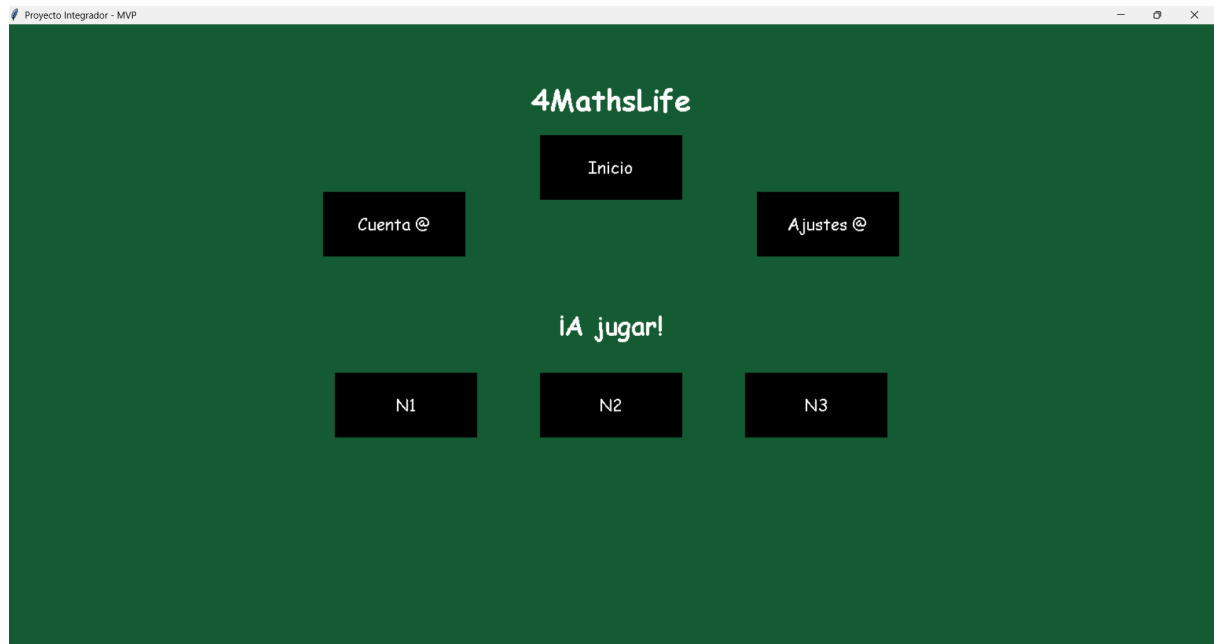 Proyecto Integrador - MVP
4MathsLife
Inicio
Cuenta @
Ajustes @
¡A jugar!
N1
N2
N3